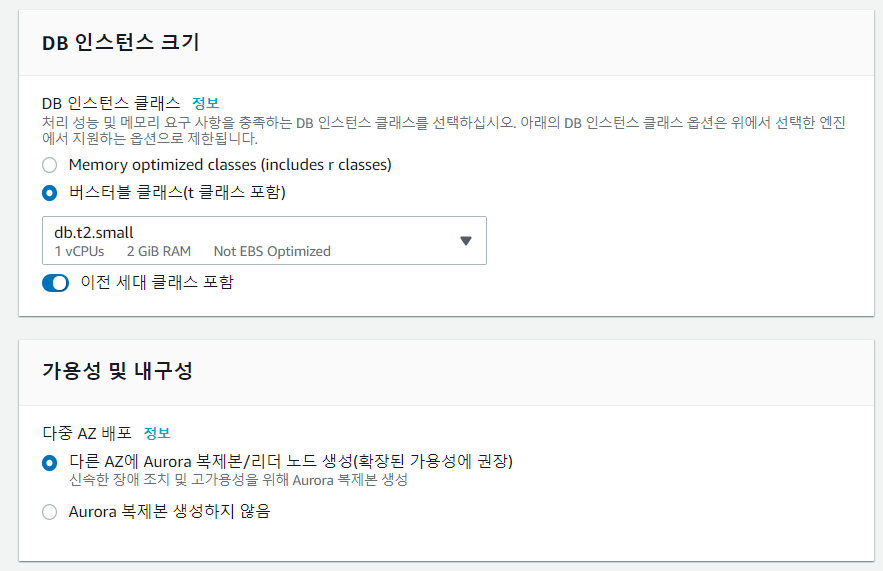 DB 인스턴스 크기
DB 인스턴스 클래스 정보
처리 성능 및 메모리 요구 사항을 충족하는 DB 인스턴스 클래스를 선택하십시오. 아래의 DB 인스턴스 클래스 옵션은 위에서 선택한 엔진
에서 지원하는 옵션으로 제한됩니다.
Memory optimized classes (includes r classes)
버스터블 클래스(t 클래스 포함)
db.t2.small
1 vCPUs 2 GiB RAM Not EBS Optimized
이전 세대 클래스 포함
가용성 및 내구성
다중 AZ 배포 정보
다른 AZ에 Aurora 복제본/리더 노드 생성(확장된 가용성에 권장)
신속한 장애 조치 및 고가용성을 위해 Aurora 복제본 생성
Aurora 복제본 생성하지 않음